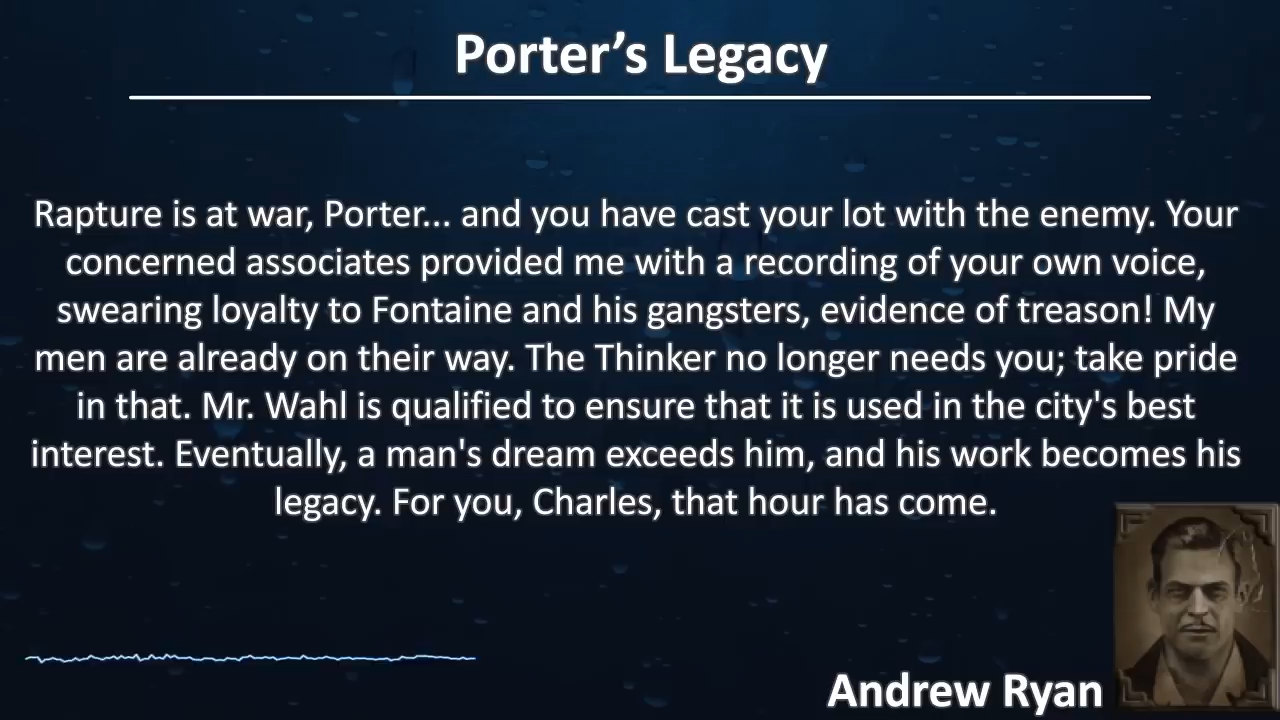 Porter’s Legacy
Rapture is at war, Porter... and you have cast your lot with the enemy. Your
concerned associates provided me with a recording of your own voice,
swearing loyalty to Fontaine and his gangsters, evidence of treason! My
men are already on their way. The Thinker no longer needs you; take pride
in that. Mr. Wahl is qualified to ensure that it is used in the city's best
interest. Eventually, a man's dream exceeds him, and his work becomes his
legacy. For you, Charles, that hour has come.
Andrew Ryan